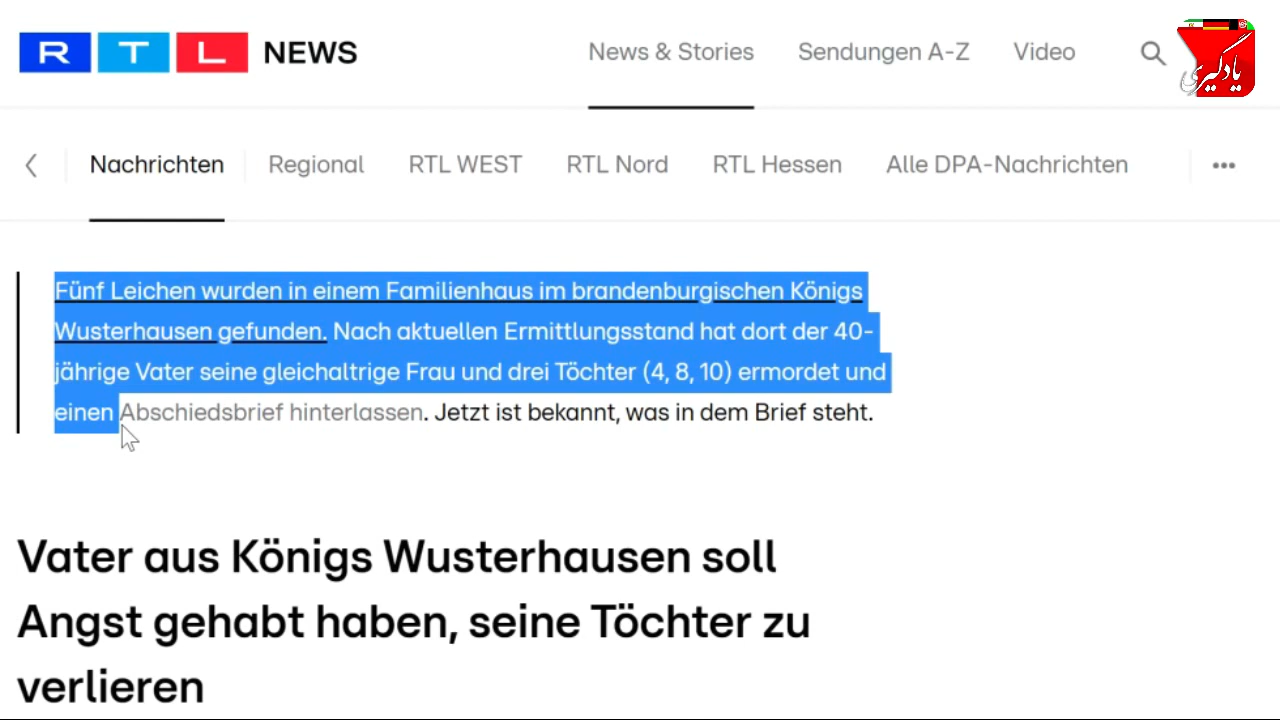 RTL NEWS
News & Stories
Sendungen A-Z
Video
یادگیری
Nachrichten
Regional
RTL WEST
RTL Nord
RTL Hessen
Alle DPA-Nachrichten
Fünf Leichen wurden in einem Familienhaus im brandenburgischen Königs
Wusterhausen gefunden. Nach aktuellen Ermittlungsstand hat dort der 40-
jährige Vater seine gleichaltrige Frau und drei Töchter (4, 8, 10) ermordet und
einen Abschiedsbrief hinterlassen. Jetzt ist bekannt, was in dem Brief steht.
Vater aus Königs Wusterhausen soll
Angst gehabt haben, seine Töchter zu
verlieren